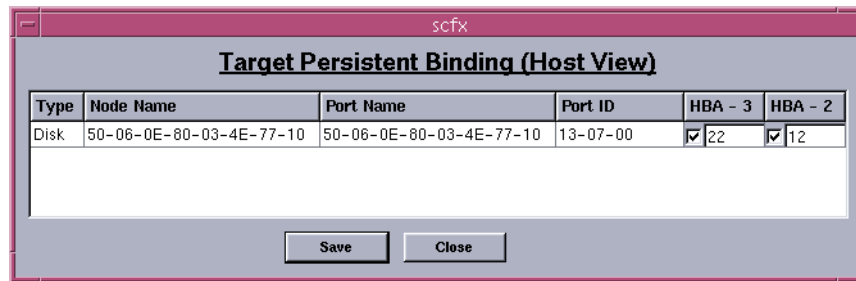 scfx
Target Persistent Binding (Host View)
Type Node Name Port Name Port ID HBA - 3 HBA - 2
Disk 50-06-0E-80-03-4E-77-10 50-06-0E-80-03-4E-77-10 13-07-00 22 12
Save Close